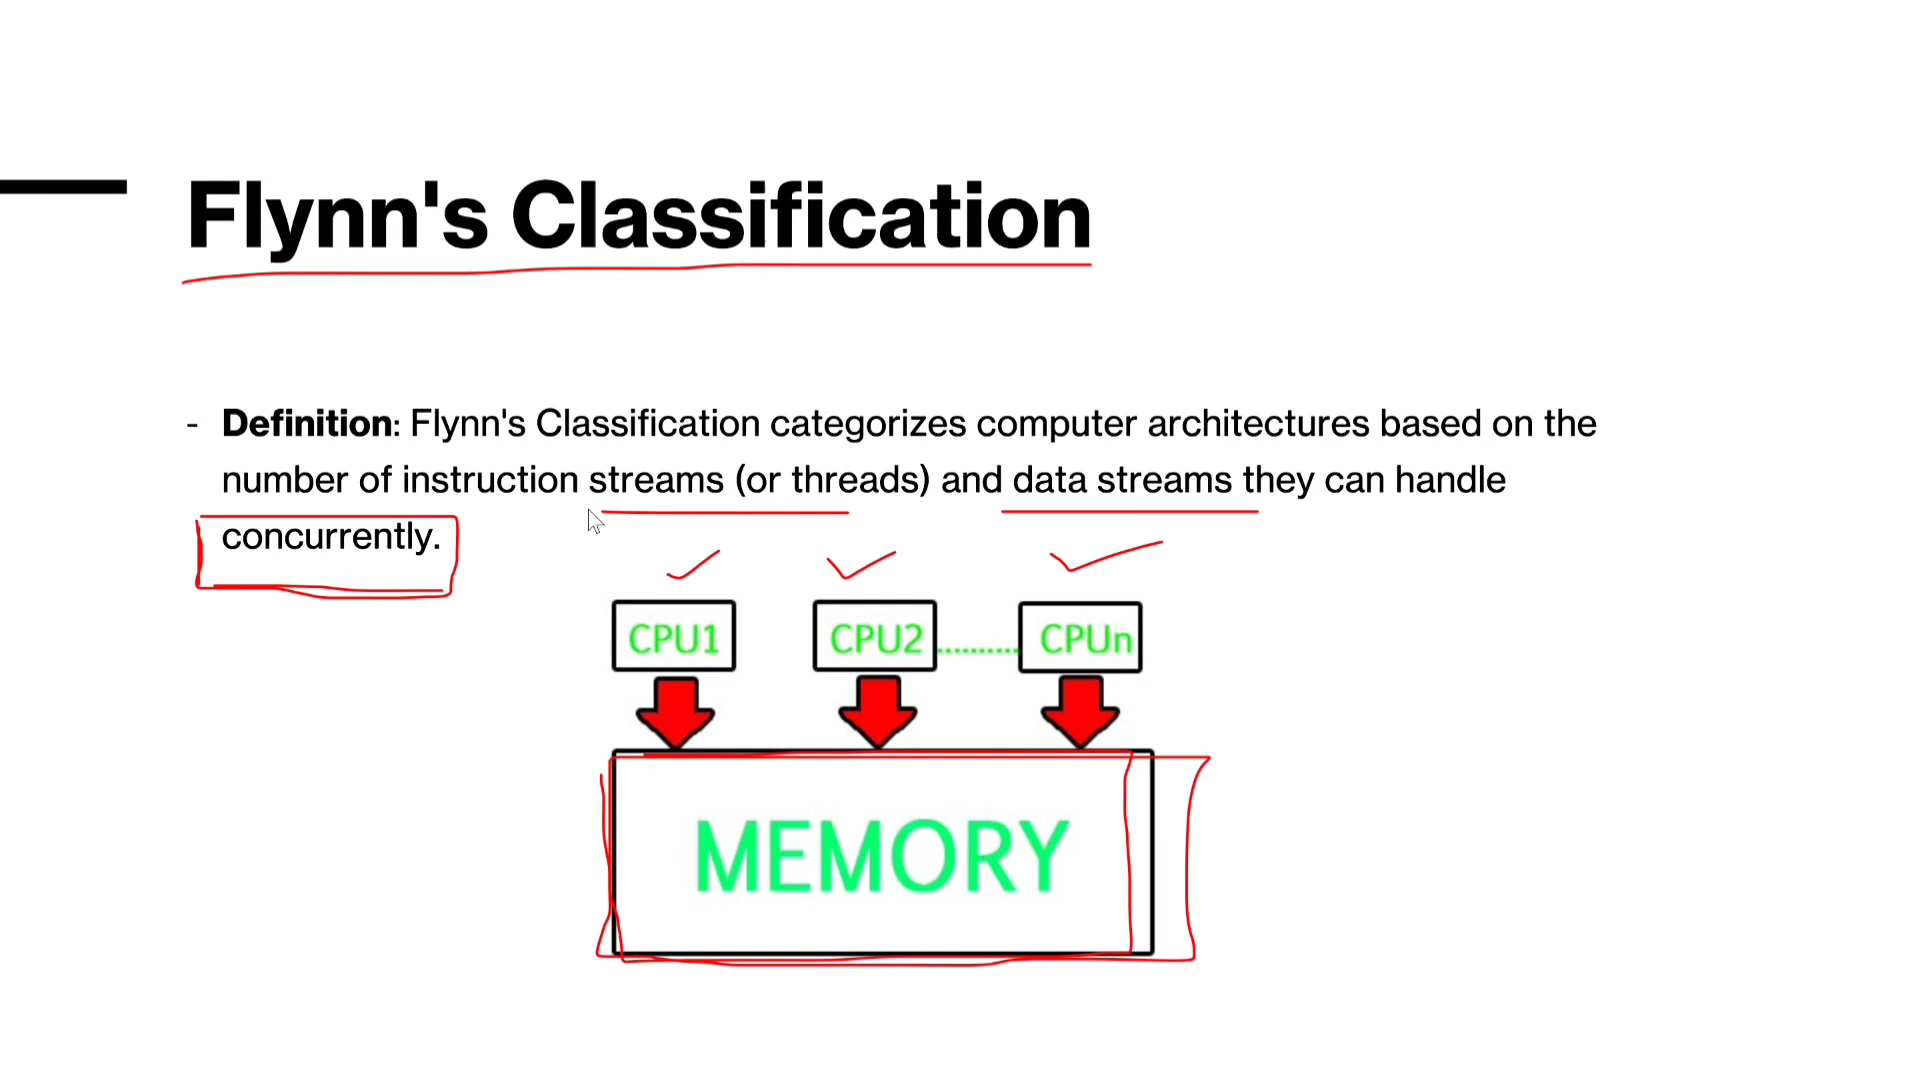 Flynn's Classification
- Definition: Flynn's Classification categorizes computer architectures based on the
number of instruction streams (or threads) and data streams they can handle
concurrently.
CPU1 CPU2.......... CPUn
MEMORY